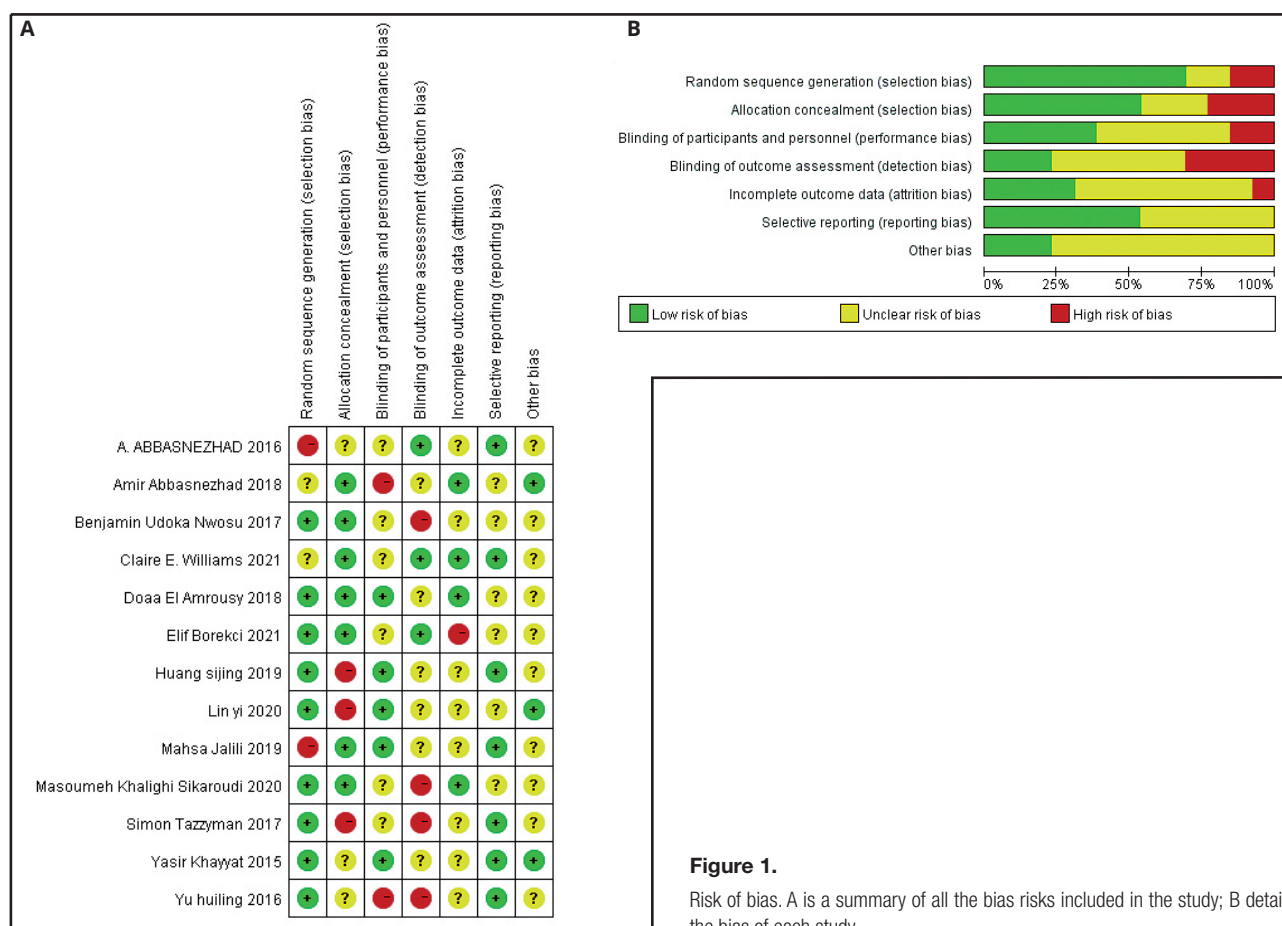 A
Random sequence generation (selection bias)
Allocation concealment (selection bias)
Blinding of participants and personnel (performance bias)
Blinding of outcome assessment (detection bias)
Incomplete outcome data (attrition bias)
Selective reporting (reporting bias)
Other bias
A. ABBASNEZHAD 2016 - ? ? + ? + ?
Amir Abbasnezhad 2018 ? + - ? + ? +
Benjamin Udoka Nwosu 2017 + + ? - ? ? ?
Claire E. Williams 2021 ? + ? + + + ?
Doaa El Amrousy 2018 + + + ? + ? ?
Elif Borekci 2021 + + ? + - ? ?
Huang sijing 2019 + - + ? ? + ?
Lin yi 2020 + - + ? ? ? +
Mahsa Jalili 2019 - + + ? ? + ?
Masoumeh Khalighi Sikaroudi 2020 + + ? - + ? ?
Simon Tazzyman 2017 + - ? - ? + ?
Yasir Khayyat 2015 + ? + ? ? + +
Yu huiling 2016 + ? - - ? + ?
B
Random sequence generation (selection bias)
Allocation concealment (selection bias)
Blinding of participants and personnel (performance bias)
Blinding of outcome assessment (detection bias)
Incomplete outcome data (attrition bias)
Selective reporting (reporting bias)
Other bias
0% 25% 50% 75% 100%
Low risk of bias Unclear risk of bias High risk of bias
Figure 1.
Risk of bias. A is a summary of all the bias risks included in the study; B detai
the bias of each study